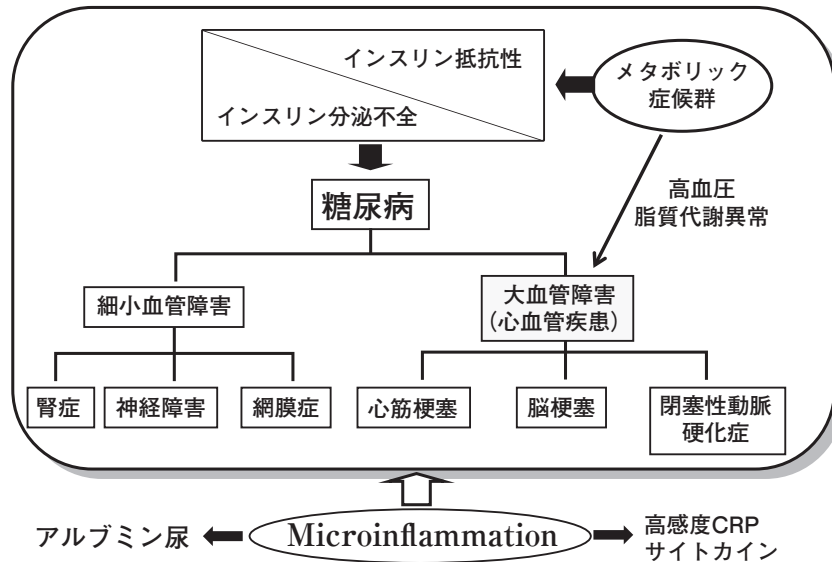 インスリン抵抗性
インスリン分泌不全
メタボリック
症候群
糖尿病
高血圧
脂質代謝異常
細小血管障害
大血管障害
（心血管疾患）
腎症
神経障害
網膜症
心筋梗塞
脳梗塞
閉塞性動脈
硬化症
アルブミン尿
Microinflammation
高感度CRP
サイトカイン